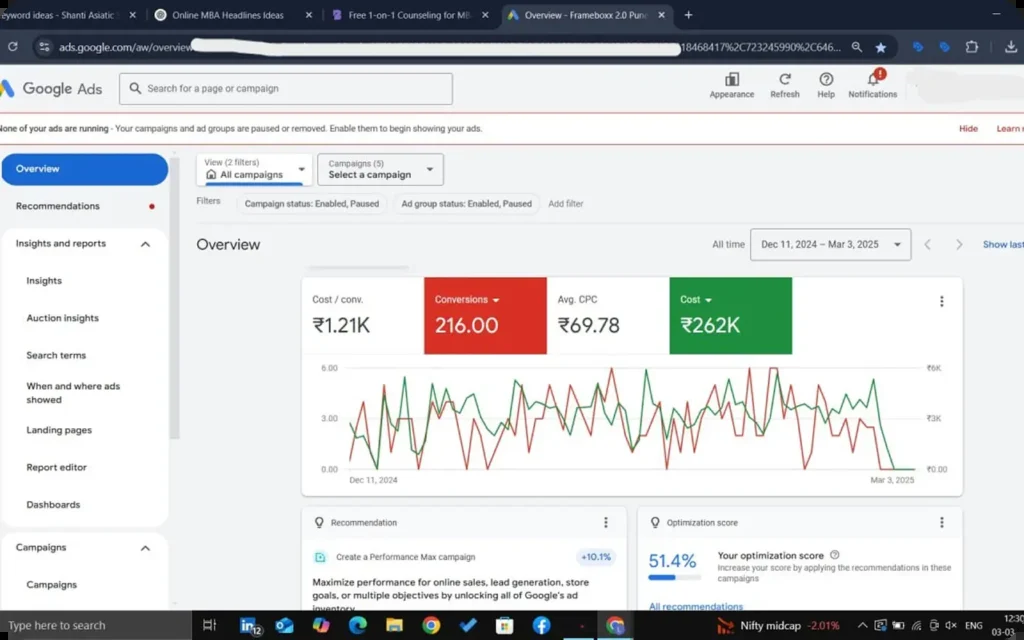 eyword ideas - Shanti Asiatic
Online MBA Headlines Ideas
Free 1-on-1 Counseling for MB
Overview - Frameboxx 2.0 Pune
ads.google.com/aw/overview
18468417%2C723245990%2C646...
Google Ads
Search for a page or campaign
Appearance
Refresh
Help
Notifications
None of your ads are running - Your campaigns and ad groups are paused or removed. Enable them to begin showing your ads.
Hide
Learn
Overview
Recommendations
Insights and reports
Insights
Auction insights
Search terms
When and where ads
showed
Landing pages
Report editor
Dashboards
Campaigns
Campaigns
View (2 filters)
All campaigns
Campaigns (5)
Select a campaign
Filters
Campaign status: Enabled, Paused
Ad group status: Enabled, Paused
Add filter
Overview
All time
Dec 11, 2024 – Mar 3, 2025
Show last
Cost / conv.
₹1.21K
Conversions
216.00
Avg. CPC
₹69.78
Cost
₹262K
6.00
3.00
0.00
₹6K
₹3K
₹0.00
Dec 11, 2024
Mar 3, 2025
Recommendation
Create a Performance Max campaign
+10.1%
Maximize performance for online sales, lead generation, store
goals, or multiple objectives by unlocking all of Google's ad
inventory
Optimization score
51.4%
Your optimization score
Increase your score by applying the recommendations in these
campaigns
All recommendations
Type here to search
12
Nifty midcap -2.01%
ENG
12:30
03-03